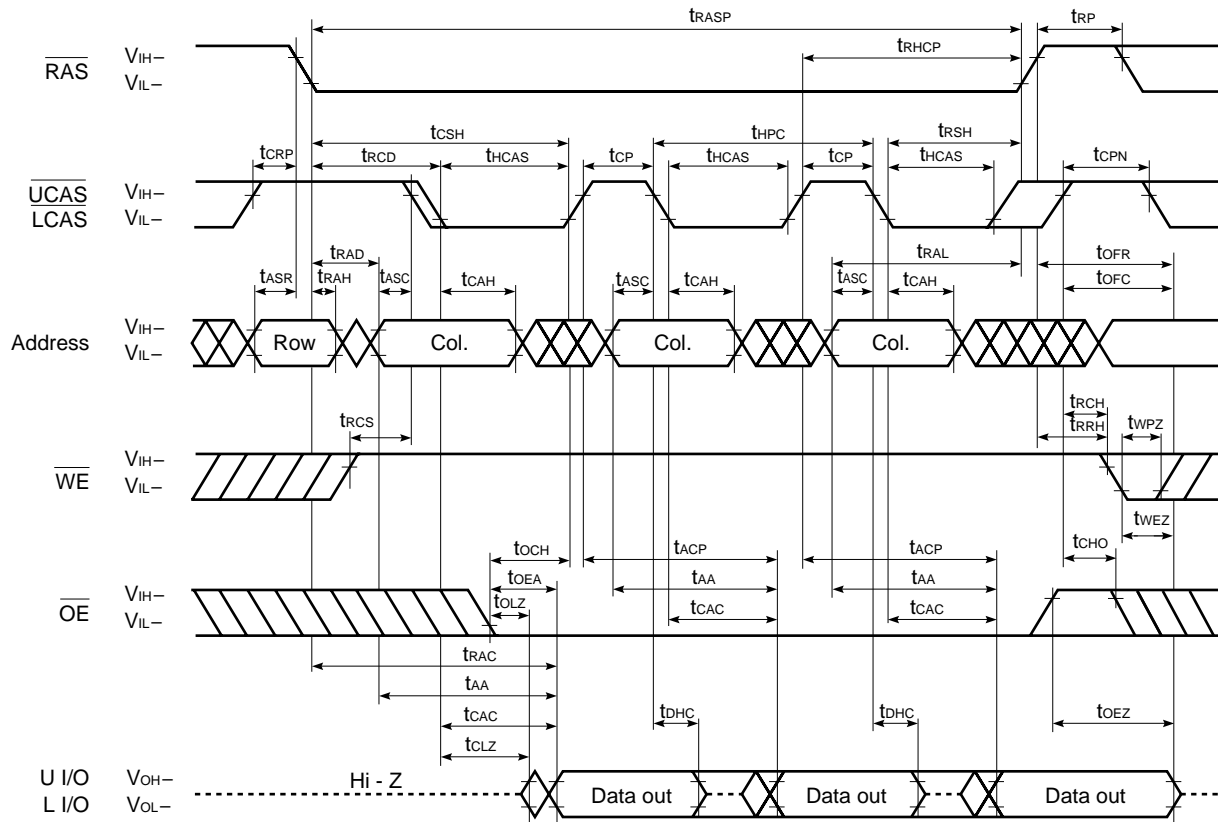 tRASP
tRP
tRHCP
RAS VIH–
VIL–
tCSH tHPC tRSH
tCRP tRCD tHCAS tCP tHCAS tCP tHCAS tCPN
UCAS VIH–
LCAS VIL–
tRAD tRAL tOFR
tASR tRAH tASC tCAH tASC tCAH tASC tCAH tOFC
Address VIH– Row Col. Col. Col.
VIL–
tRCH
tRCS tRRH tWPZ
WE VIH–
VIL–
tWEZ
tOCH tACP tACP tCHO
tOEA tAA tAA
OE VIH– tOLZ tCAC tCAC
VIL–
tRAC
tAA
tCAC tDHC tDHC tOEZ
tCLZ
U I/O VOH– Hi - Z Data out Data out Data out
L I/O VOL–